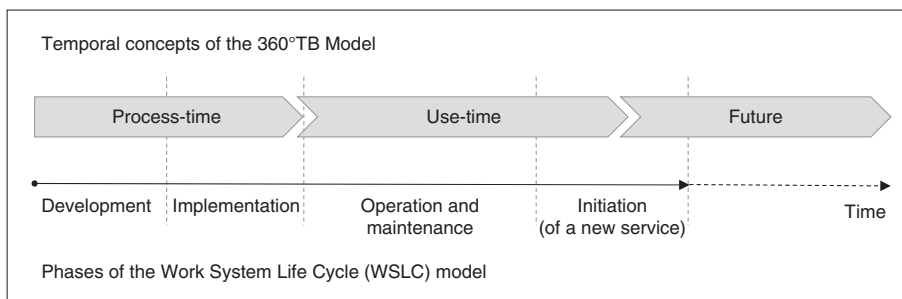 Temporal concepts of the 360°TB Model
Process-time
Use-time
Future
Development
Implementation
Operation and
maintenance
Initiation
(of a new service)
Time
Phases of the Work System Life Cycle (WSLC) model